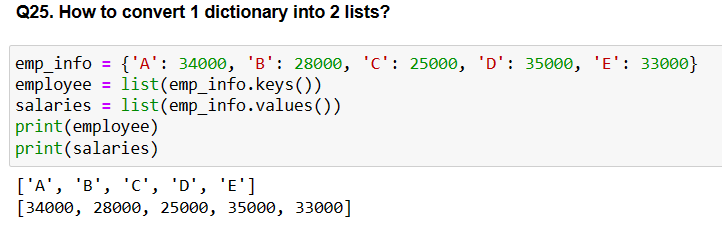 Q25. How to convert 1 dictionary into 2 lists?
emp_info = {'A': 34000, 'B': 28000, 'C': 25000, 'D': 35000, 'E': 33000}
employee = list(emp_info.keys())
salaries = list(emp_info.values())
print(employee)
print(salaries)
['A', 'B', 'C', 'D', 'E']
[34000, 28000, 25000, 35000, 33000]